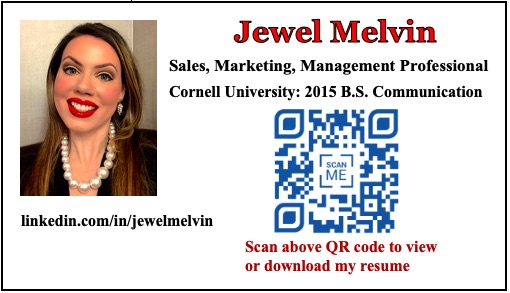 Jewel Melvin
Sales, Marketing, Management Professional
Cornell University: 2015 B.S. Communication
SCAN
ME
linkedin.com/in/jewelmelvin
Scan above QR code to view
or download my resume